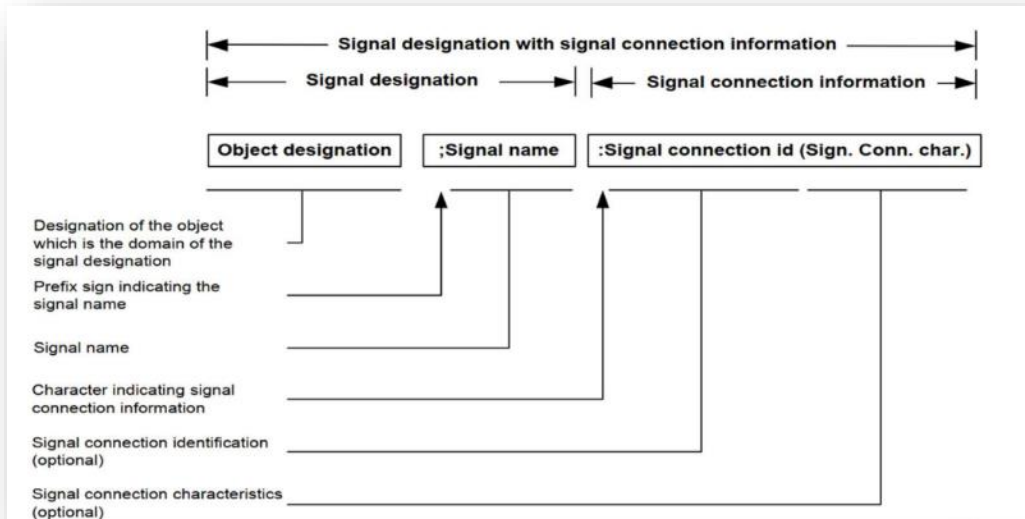 Signal designation with signal connection information
Signal designation
Signal connection information
Object designation
;Signal name
:Signal connection id (Sign. Conn. char.)
Designation of the object
which is the domain of the
signal designation
Prefix sign indicating the
signal name
Signal name
Character indicating signal
connection information
Signal connection identification
(optional)
Signal connection characteristics
(optional)